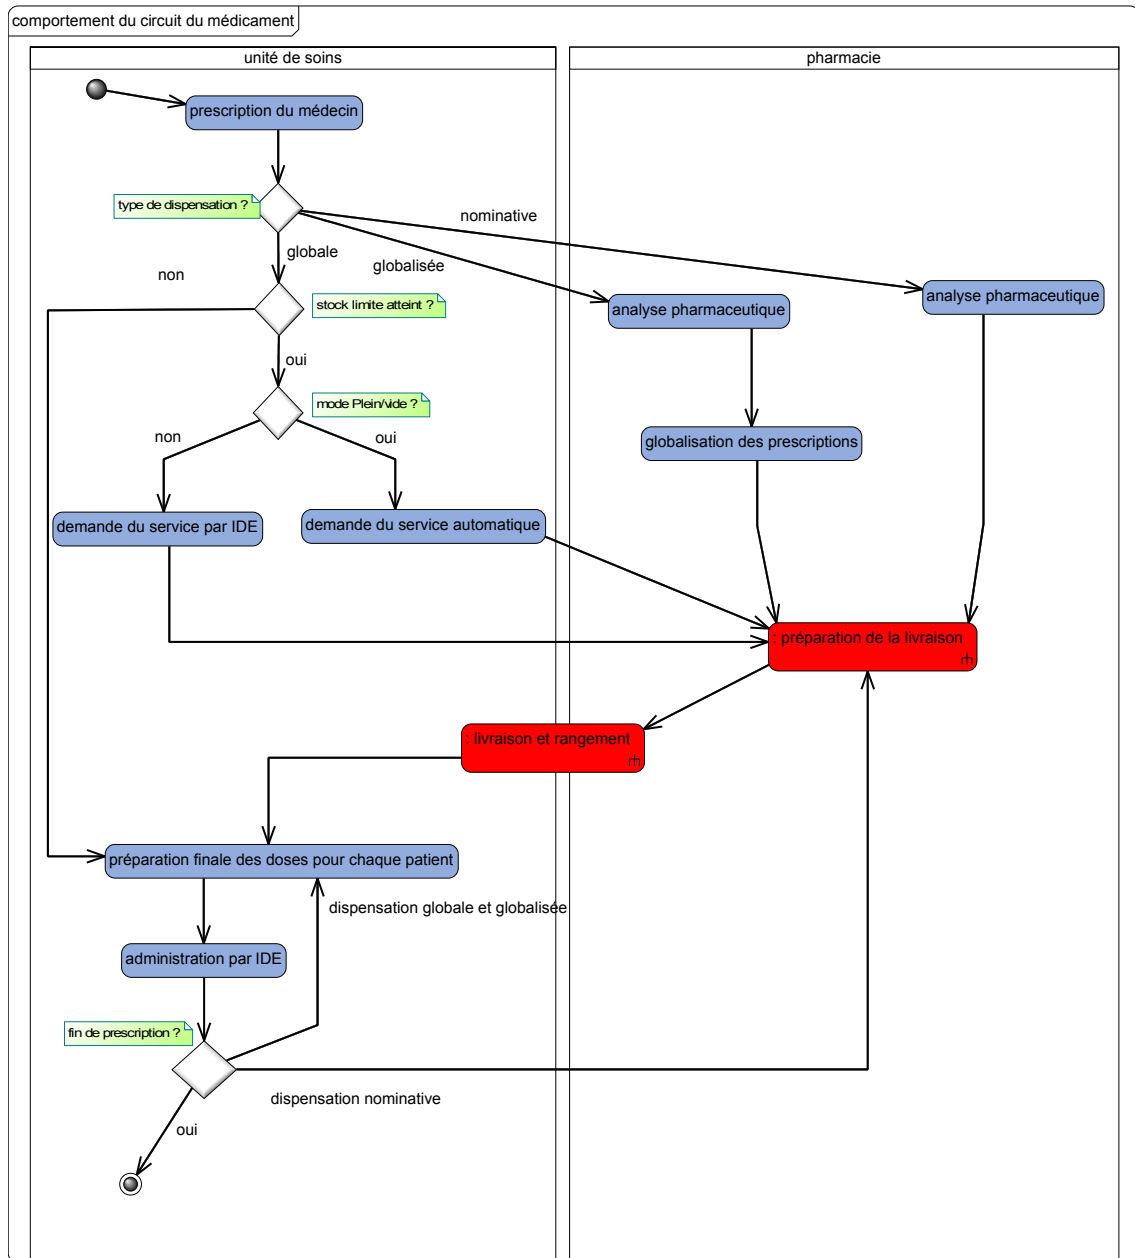 comportement du circuit du médicament
unité de soins
pharmacie
prescription du médecin
type de dispensation ?
nominative
globale
globalisée
non
stock limite atteint ?
analyse pharmaceutique
analyse pharmaceutique
oui
mode Plein/vide ?
non
oui
globalisation des prescriptions
demande du service par IDE
demande du service automatique
: préparation de la livraison
: livraison et rangement
préparation finale des doses pour chaque patient
dispensation globale et globalisée
administration par IDE
fin de prescription ?
dispensation nominative
oui